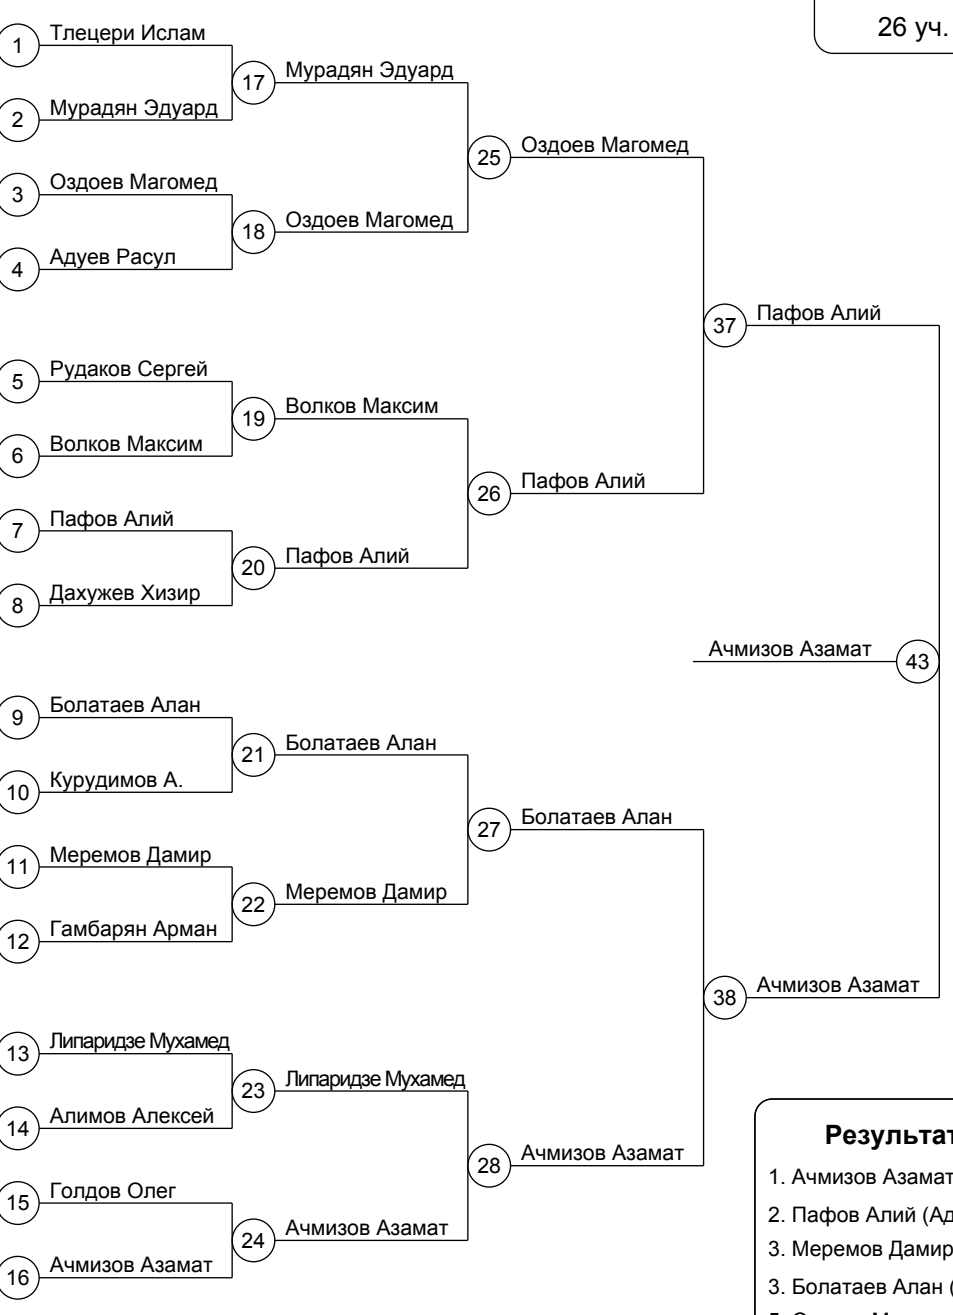 26 уч.
1 Тлецери Ислам
17 Мурадян Эдуард
2 Мурадян Эдуард
25 Оздоев Магомед
3 Оздоев Магомед
18 Оздоев Магомед
4 Адуев Расул
37 Пафов Алий
5 Рудаков Сергей
19 Волков Максим
6 Волков Максим
26 Пафов Алий
7 Пафов Алий
20 Пафов Алий
8 Дахужев Хизир
Ачмизов Азамат 43
9 Болатаев Алан
21 Болатаев Алан
10 Курудимов А.
27 Болатаев Алан
11 Меремов Дамир
22 Меремов Дамир
12 Гамбарян Арман
38 Ачмизов Азамат
13 Липаридзе Мухамед
23 Липаридзе Мухамед
14 Алимов Алексей
28 Ачмизов Азамат
15 Голдов Олег
24 Ачмизов Азамат
16 Ачмизов Азамат
Результат
1. Ачмизов Азамат
2. Пафов Алий (Ад
3. Меремов Дамир
3. Болатаев Алан (